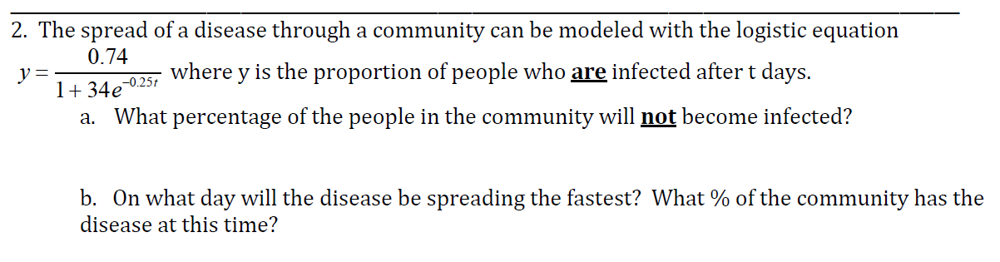 2. The spread of a disease through a community can be modeled with the logistic equation
y = 0.74 / (1 + 34e^(-0.25t)) where y is the proportion of people who are infected after t days.
a. What percentage of the people in the community will not become infected?
b. On what day will the disease be spreading the fastest? What % of the community has the
disease at this time?